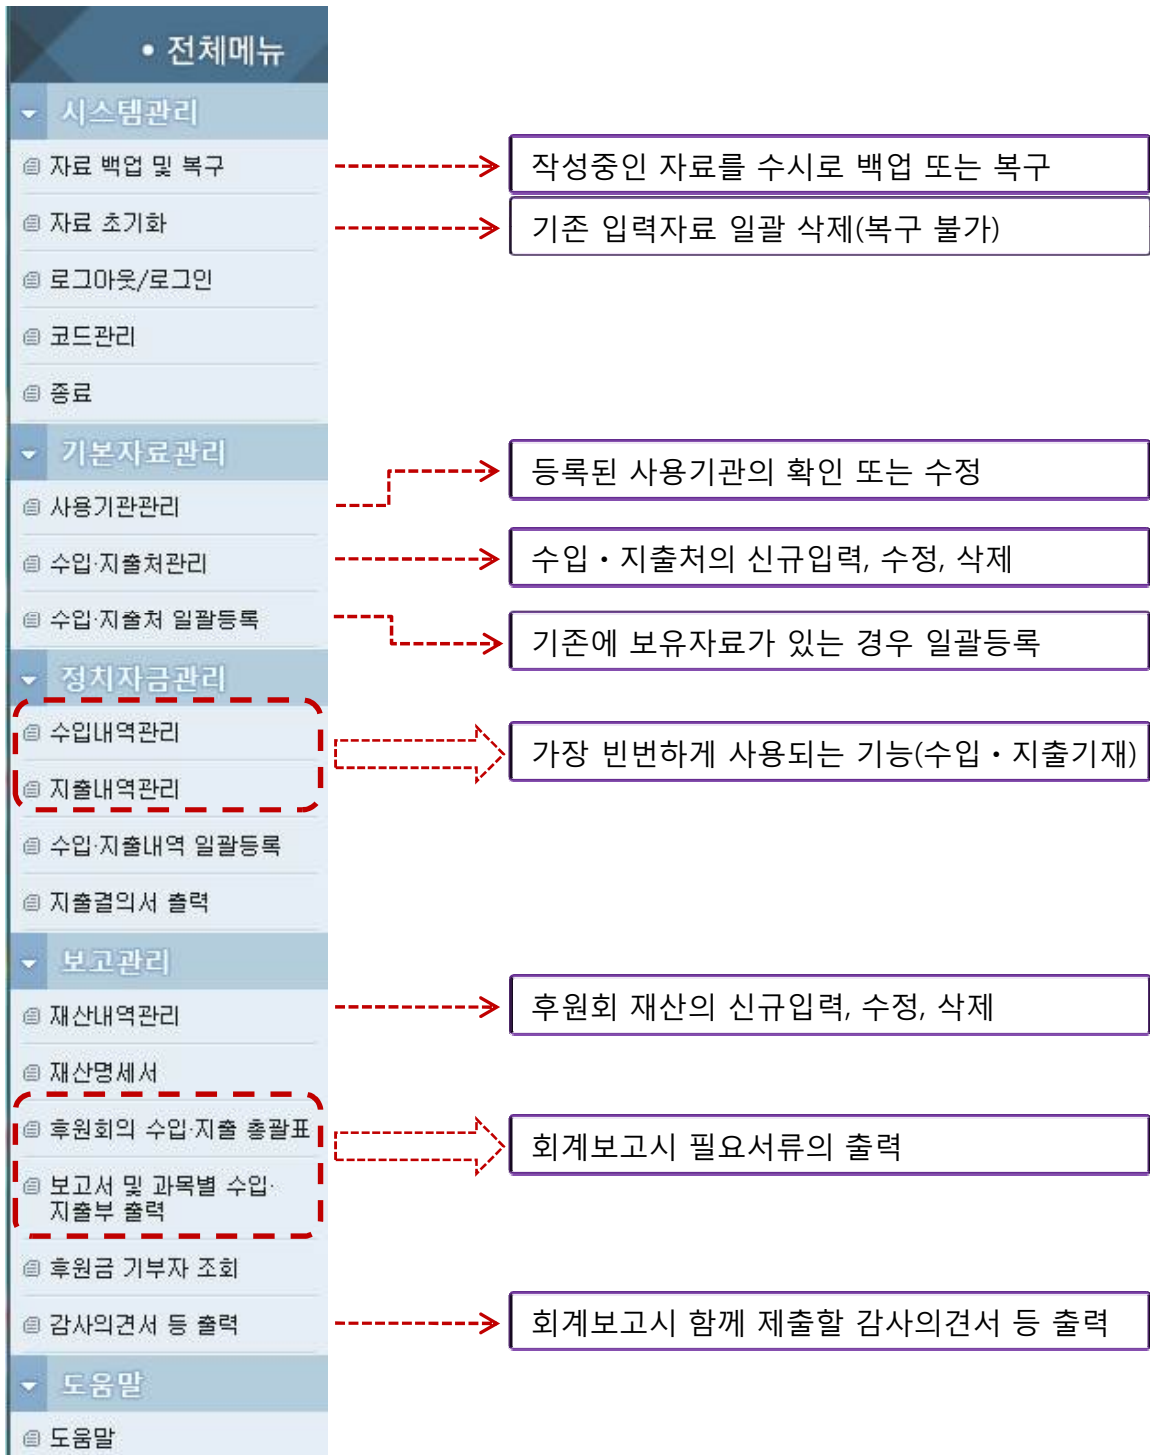 • 전체메뉴
시스템관리
자료 백업 및 복구
작성중인 자료를 수시로 백업 또는 복구
자료 초기화
기존 입력자료 일괄 삭제(복구 불가)
로그아웃/로그인
코드관리
종료
기본자료관리
등록된 사용기관의 확인 또는 수정
사용기관관리
수입·지출처관리
수입·지출처의 신규입력, 수정, 삭제
수입·지출처 일괄등록
기존에 보유자료가 있는 경우 일괄등록
정치자금관리
수입내역관리
가장 빈번하게 사용되는 기능(수입·지출기재)
지출내역관리
수입·지출내역 일괄등록
지출결의서 출력
보고관리
재산내역관리
후원회 재산의 신규입력, 수정, 삭제
재산명세서
후원회의 수입·지출 총괄표
회계보고시 필요서류의 출력
보고서 및 과목별 수입·
지출부 출력
후원금 기부자 조회
감사의견서 등 출력
회계보고시 함께 제출할 감사의견서 등 출력
도움말
도움말